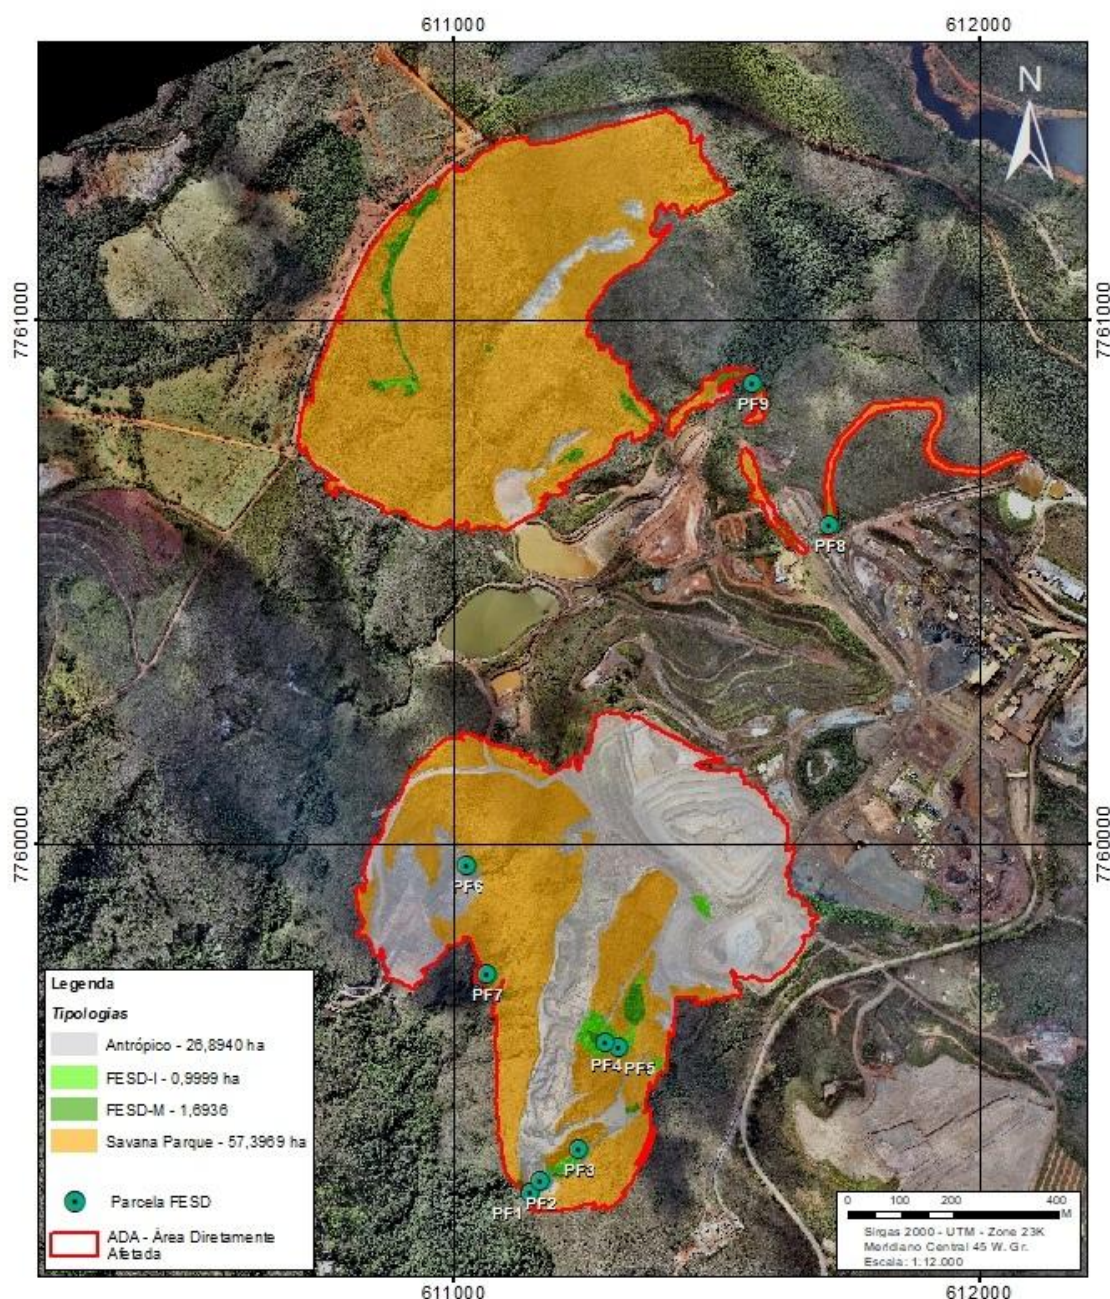 611000
612000
N
7761000
7761000
PF9
PF8
7760000
7760000
PF6
PF7
PF4
PF5
PF3
PF2
PF1
Legenda
Tipologias
Antrópico - 26,8940 ha
FESD-I - 0,9999 ha
FESD-M - 1,6936
Savana Parque - 57,3969 ha
Parcela FESD
ADA - Área Diretamente
Afetada
0 100 200 400
M
Sirgas 2000 - UTM - Zone 23K
Meridiano Central 45 W. Gr.
Escala: 1:12.000
611000
612000